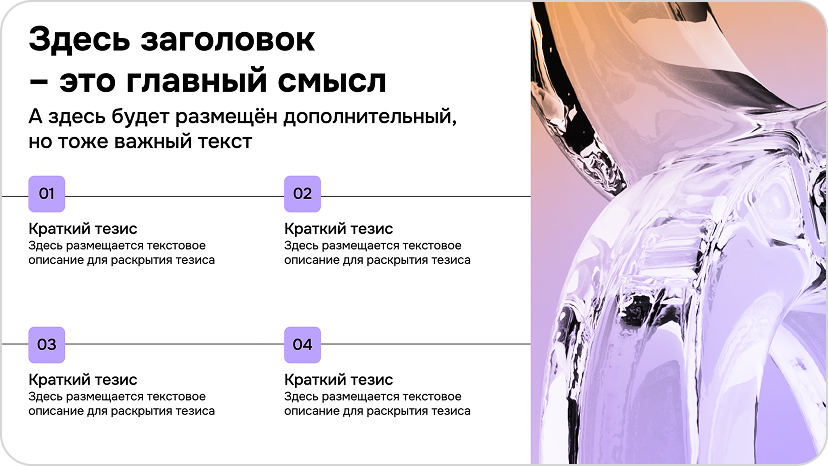 Здесь заголовок
– это главный смысл
А здесь будет размещён дополнительный,
но тоже важный текст
01
Краткий тезис
Здесь размещается текстовое
описание для раскрытия тезиса
02
Краткий тезис
Здесь размещается текстовое
описание для раскрытия тезиса
03
Краткий тезис
Здесь размещается текстовое
описание для раскрытия тезиса
04
Краткий тезис
Здесь размещается текстовое
описание для раскрытия тезиса